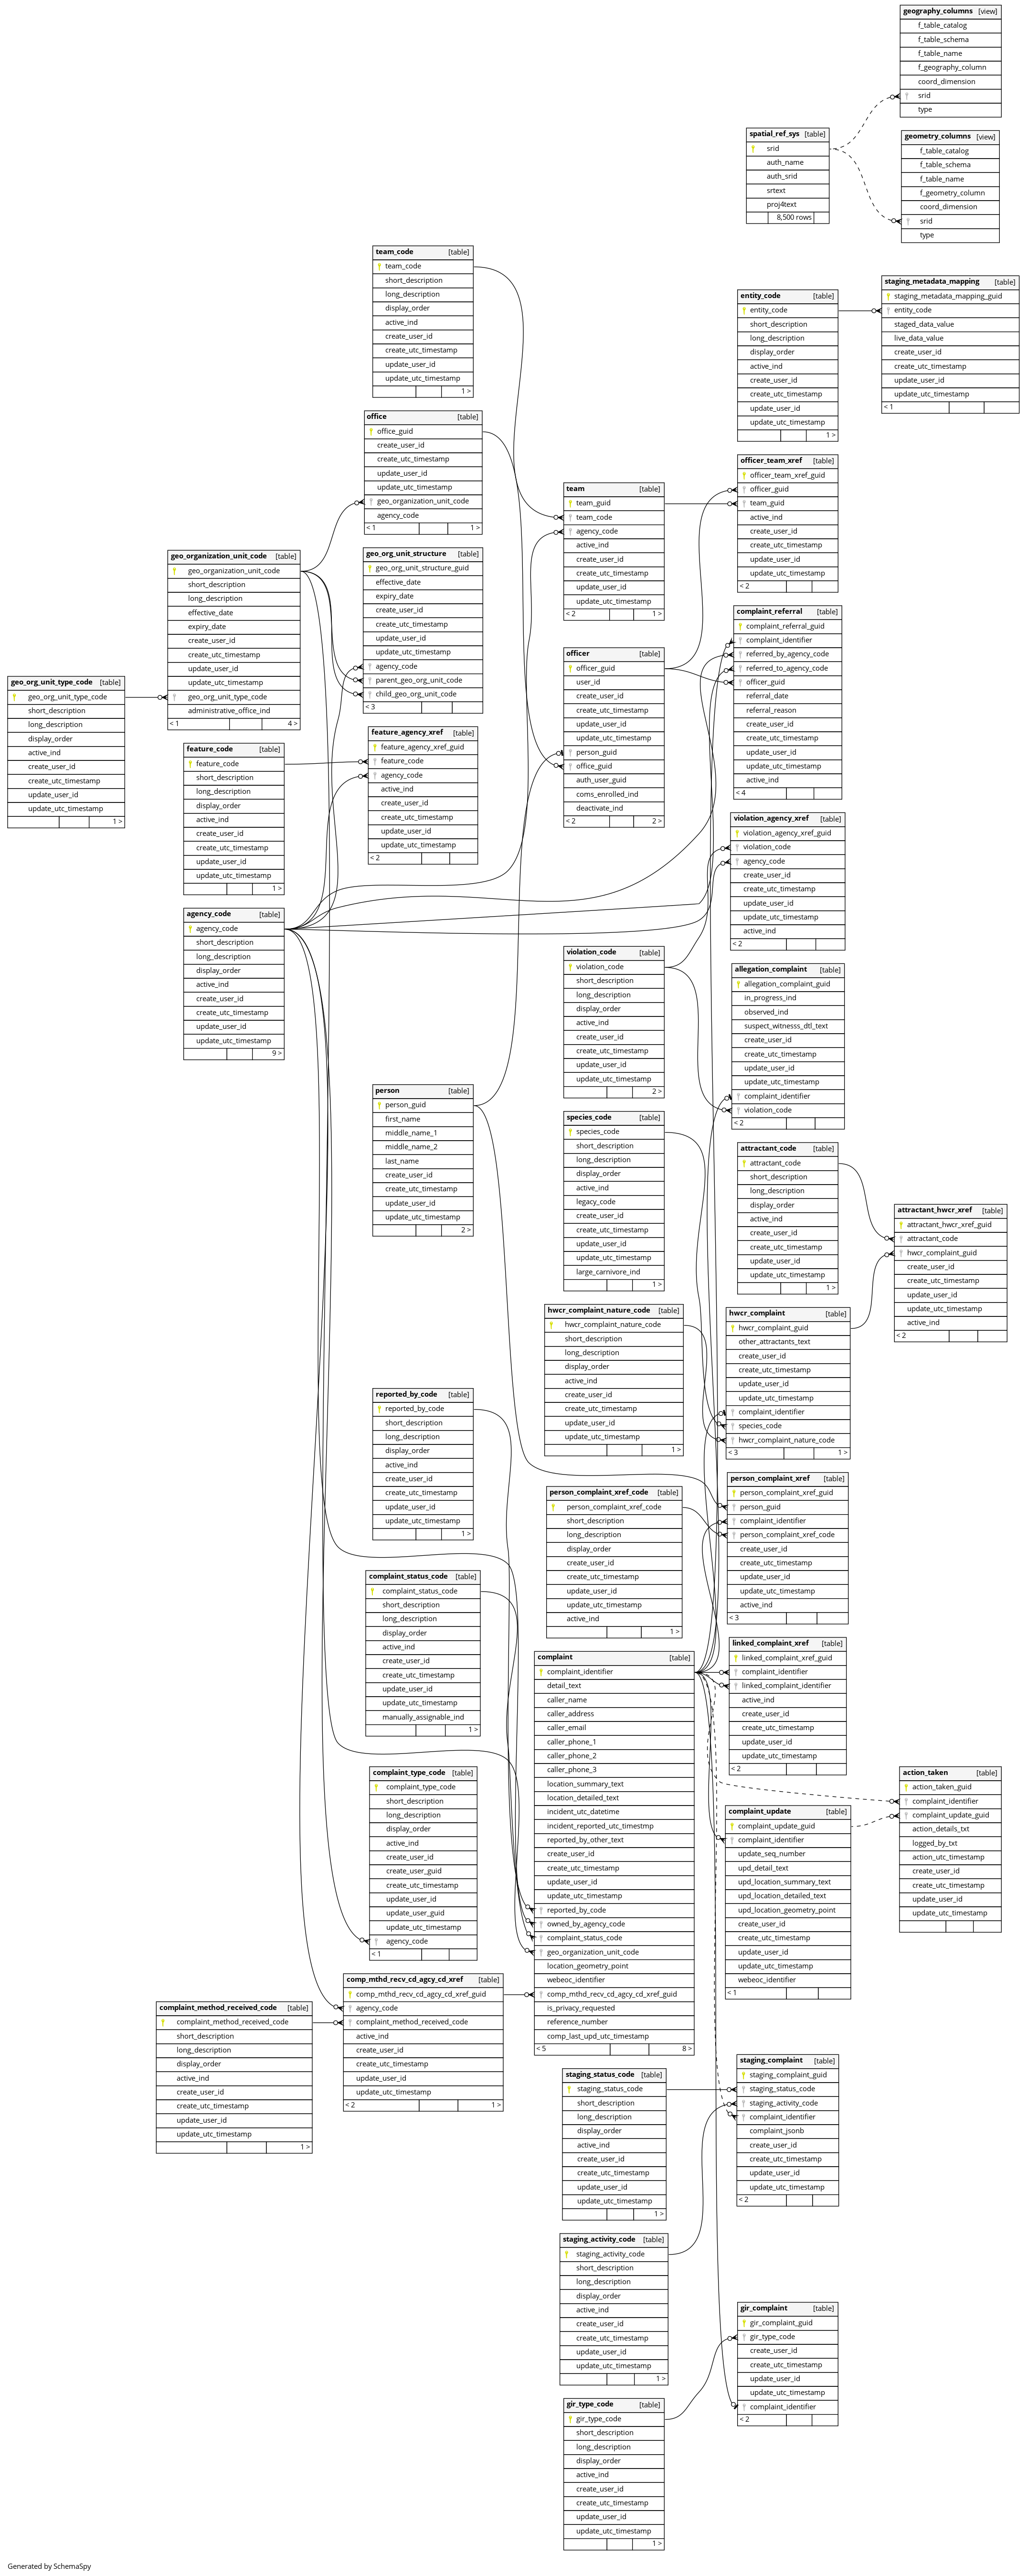 geography_columns [view]
f_table_catalog
f_table_schema
f_table_name
f_geography_column
coord_dimension
srid
type
spatial_ref_sys [table]
srid
auth_name
auth_srid
srtext
proj4text
8,500 rows
geometry_columns [view]
f_table_catalog
f_table_schema
f_table_name
f_geometry_column
coord_dimension
srid
type
team_code [table]
team_code
short_description
long_description
display_order
active_ind
create_user_id
create_utc_timestamp
update_user_id
update_utc_timestamp
1 >
entity_code [table]
entity_code
short_description
long_description
display_order
active_ind
create_user_id
create_utc_timestamp
update_user_id
update_utc_timestamp
1 >
staging_metadata_mapping [table]
staging_metadata_mapping_guid
entity_code
staged_data_value
live_data_value
create_user_id
create_utc_timestamp
update_user_id
update_utc_timestamp
< 1
office [table]
office_guid
create_user_id
create_utc_timestamp
update_user_id
update_utc_timestamp
geo_organization_unit_code
agency_code
< 1 1 >
team [table]
team_guid
team_code
agency_code
active_ind
create_user_id
create_utc_timestamp
update_user_id
update_utc_timestamp
< 2 1 >
officer_team_xref [table]
officer_team_xref_guid
officer_guid
team_guid
active_ind
create_user_id
create_utc_timestamp
update_user_id
update_utc_timestamp
< 2
geo_organization_unit_code [table]
geo_organization_unit_code
short_description
long_description
effective_date
expiry_date
create_user_id
create_utc_timestamp
update_user_id
update_utc_timestamp
geo_org_unit_type_code
administrative_office_ind
< 1 4 >
geo_org_unit_structure [table]
geo_org_unit_structure_guid
effective_date
expiry_date
create_user_id
create_utc_timestamp
update_user_id
update_utc_timestamp
agency_code
parent_geo_org_unit_code
child_geo_org_unit_code
< 3
complaint_referral [table]
complaint_referral_guid
complaint_identifier
referred_by_agency_code
referred_to_agency_code
officer_guid
referral_date
referral_reason
create_user_id
create_utc_timestamp
update_user_id
update_utc_timestamp
active_ind
< 4
officer [table]
officer_guid
user_id
create_user_id
create_utc_timestamp
update_user_id
update_utc_timestamp
person_guid
office_guid
auth_user_guid
coms_enrolled_ind
deactivate_ind
< 2 2 >
geo_org_unit_type_code [table]
geo_org_unit_type_code
short_description
long_description
display_order
active_ind
create_user_id
create_utc_timestamp
update_user_id
update_utc_timestamp
1 >
feature_code [table]
feature_code
short_description
long_description
display_order
active_ind
create_user_id
create_utc_timestamp
update_user_id
update_utc_timestamp
1 >
feature_agency_xref [table]
feature_agency_xref_guid
feature_code
agency_code
active_ind
create_user_id
create_utc_timestamp
update_user_id
update_utc_timestamp
< 2
violation_agency_xref [table]
violation_agency_xref_guid
violation_code
agency_code
create_user_id
create_utc_timestamp
update_user_id
update_utc_timestamp
active_ind
< 2
agency_code [table]
agency_code
short_description
long_description
display_order
active_ind
create_user_id
create_utc_timestamp
update_user_id
update_utc_timestamp
9 >
violation_code [table]
violation_code
short_description
long_description
display_order
active_ind
create_user_id
create_utc_timestamp
update_user_id
update_utc_timestamp
2 >
allegation_complaint [table]
allegation_complaint_guid
in_progress_ind
observed_ind
suspect_witnesss_dtl_text
create_user_id
create_utc_timestamp
update_user_id
update_utc_timestamp
complaint_identifier
violation_code
< 2
person [table]
person_guid
first_name
middle_name_1
middle_name_2
last_name
create_user_id
create_utc_timestamp
update_user_id
update_utc_timestamp
2 >
species_code [table]
species_code
short_description
long_description
display_order
active_ind
legacy_code
create_user_id
create_utc_timestamp
update_user_id
update_utc_timestamp
large_carnivore_ind
1 >
attractant_code [table]
attractant_code
short_description
long_description
display_order
active_ind
create_user_id
create_utc_timestamp
update_user_id
update_utc_timestamp
1 >
attractant_hwcr_xref [table]
attractant_hwcr_xref_guid
attractant_code
hwcr_complaint_guid
create_user_id
create_utc_timestamp
update_user_id
update_utc_timestamp
active_ind
< 2
hwcr_complaint_nature_code [table]
hwcr_complaint_nature_code
short_description
long_description
display_order
active_ind
create_user_id
create_utc_timestamp
update_user_id
update_utc_timestamp
1 >
hwcr_complaint [table]
hwcr_complaint_guid
other_attractants_text
create_user_id
create_utc_timestamp
update_user_id
update_utc_timestamp
complaint_identifier
species_code
hwcr_complaint_nature_code
< 3 1 >
reported_by_code [table]
reported_by_code
short_description
long_description
display_order
active_ind
create_user_id
create_utc_timestamp
update_user_id
update_utc_timestamp
1 >
person_complaint_xref_code [table]
person_complaint_xref_code
short_description
long_description
display_order
create_user_id
create_utc_timestamp
update_user_id
update_utc_timestamp
active_ind
1 >
person_complaint_xref [table]
person_complaint_xref_guid
person_guid
complaint_identifier
person_complaint_xref_code
create_user_id
create_utc_timestamp
update_user_id
update_utc_timestamp
active_ind
< 3
complaint_status_code [table]
complaint_status_code
short_description
long_description
display_order
active_ind
create_user_id
create_utc_timestamp
update_user_id
update_utc_timestamp
manually_assignable_ind
1 >
linked_complaint_xref [table]
linked_complaint_xref_guid
complaint_identifier
linked_complaint_identifier
active_ind
create_user_id
create_utc_timestamp
update_user_id
update_utc_timestamp
< 2
complaint [table]
complaint_identifier
detail_text
caller_name
caller_address
caller_email
caller_phone_1
caller_phone_2
caller_phone_3
location_summary_text
location_detailed_text
incident_utc_datetime
incident_reported_utc_timestmp
reported_by_other_text
create_user_id
create_utc_timestamp
update_user_id
update_utc_timestamp
reported_by_code
owned_by_agency_code
complaint_status_code
geo_organization_unit_code
location_geometry_point
webeoc_identifier
comp_mthd_recv_cd_agcy_cd_xref_guid
is_privacy_requested
reference_number
comp_last_upd_utc_timestamp
< 5 8 >
complaint_type_code [table]
complaint_type_code
short_description
long_description
display_order
active_ind
create_user_id
create_user_guid
create_utc_timestamp
update_user_id
update_user_guid
update_utc_timestamp
agency_code
< 1
action_taken [table]
action_taken_guid
complaint_identifier
complaint_update_guid
action_details_txt
logged_by_txt
action_utc_timestamp
create_user_id
create_utc_timestamp
update_user_id
update_utc_timestamp
complaint_update [table]
complaint_update_guid
complaint_identifier
update_seq_number
upd_detail_text
upd_location_summary_text
upd_location_detailed_text
upd_location_geometry_point
create_user_id
create_utc_timestamp
update_user_id
update_utc_timestamp
webeoc_identifier
< 1
comp_mthd_recv_cd_agcy_cd_xref [table]
comp_mthd_recv_cd_agcy_cd_xref_guid
agency_code
complaint_method_received_code
active_ind
create_user_id
create_utc_timestamp
update_user_id
update_utc_timestamp
< 2 1 >
complaint_method_received_code [table]
complaint_method_received_code
short_description
long_description
display_order
active_ind
create_user_id
create_utc_timestamp
update_user_id
update_utc_timestamp
1 >
staging_status_code [table]
staging_status_code
short_description
long_description
display_order
active_ind
create_user_id
create_utc_timestamp
update_user_id
update_utc_timestamp
1 >
staging_complaint [table]
staging_complaint_guid
staging_status_code
staging_activity_code
complaint_identifier
complaint_jsonb
create_user_id
create_utc_timestamp
update_user_id
update_utc_timestamp
< 2
staging_activity_code [table]
staging_activity_code
short_description
long_description
display_order
active_ind
create_user_id
create_utc_timestamp
update_user_id
update_utc_timestamp
1 >
gir_complaint [table]
gir_complaint_guid
gir_type_code
create_user_id
create_utc_timestamp
update_user_id
update_utc_timestamp
complaint_identifier
< 2
gir_type_code [table]
gir_type_code
short_description
long_description
display_order
active_ind
create_user_id
create_utc_timestamp
update_user_id
update_utc_timestamp
1 >
Generated by SchemaSpy